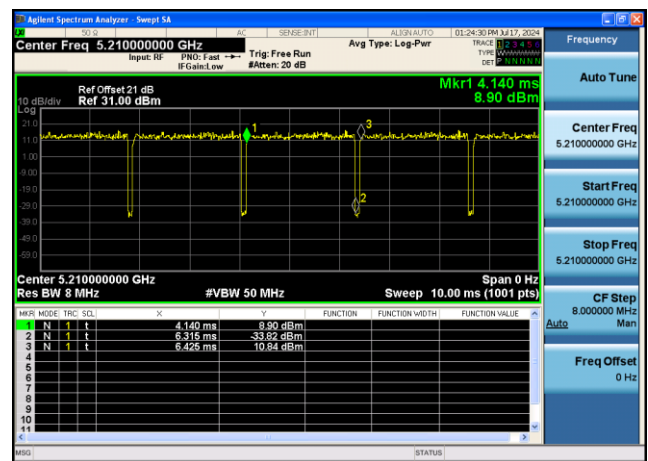 Agilent Spectrum Analyzer - Swept SA
50 Ω AC SENSE:INT ALIGNAUTO 01:24:30 PM Jul 17, 2024
Center Freq 5.210000000 GHz
Input: RF PNO: Fast Trig: Free Run
IFGain:Low #Atten: 20 dB
Avg Type: Log-Pwr
TRACE 1 2 3 4 5 6
TYPE
DET P N N N N N
Mkr1 4.140 ms
8.90 dBm
Ref Offset 21 dB
10 dB/div Ref 31.00 dBm
Log
21.0
11.0
1.00
-9.00
-19.0
-29.0
-39.0
-49.0
-59.0
1
3
2
Center 5.210000000 GHz Span 0 Hz
Res BW 8 MHz #VBW 50 MHz Sweep 10.00 ms (1001 pts)
MKR MODE TRC SCL X Y FUNCTION FUNCTION WIDTH FUNCTION VALUE
1 N 1 t 4.140 ms 8.90 dBm
2 N 1 t 6.315 ms -33.82 dBm
3 N 1 t 6.425 ms 10.84 dBm
4
5
6
7
8
9
10
11
MSG STATUS
Frequency
Auto Tune
Center Freq
5.210000000 GHz
Start Freq
5.210000000 GHz
Stop Freq
5.210000000 GHz
CF Step
8.000000 MHz
Auto Man
Freq Offset
0 Hz